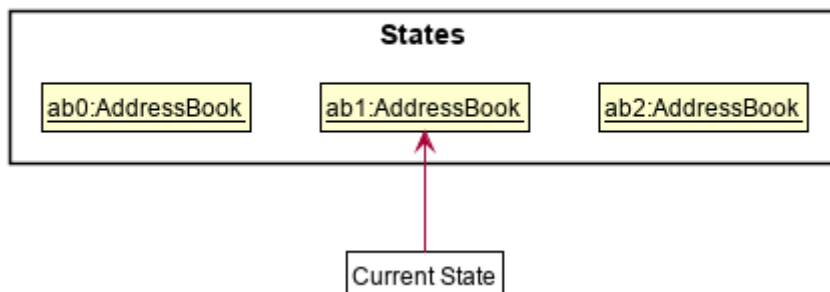 States
ab0:AddressBook
ab1:AddressBook
ab2:AddressBook
Current State